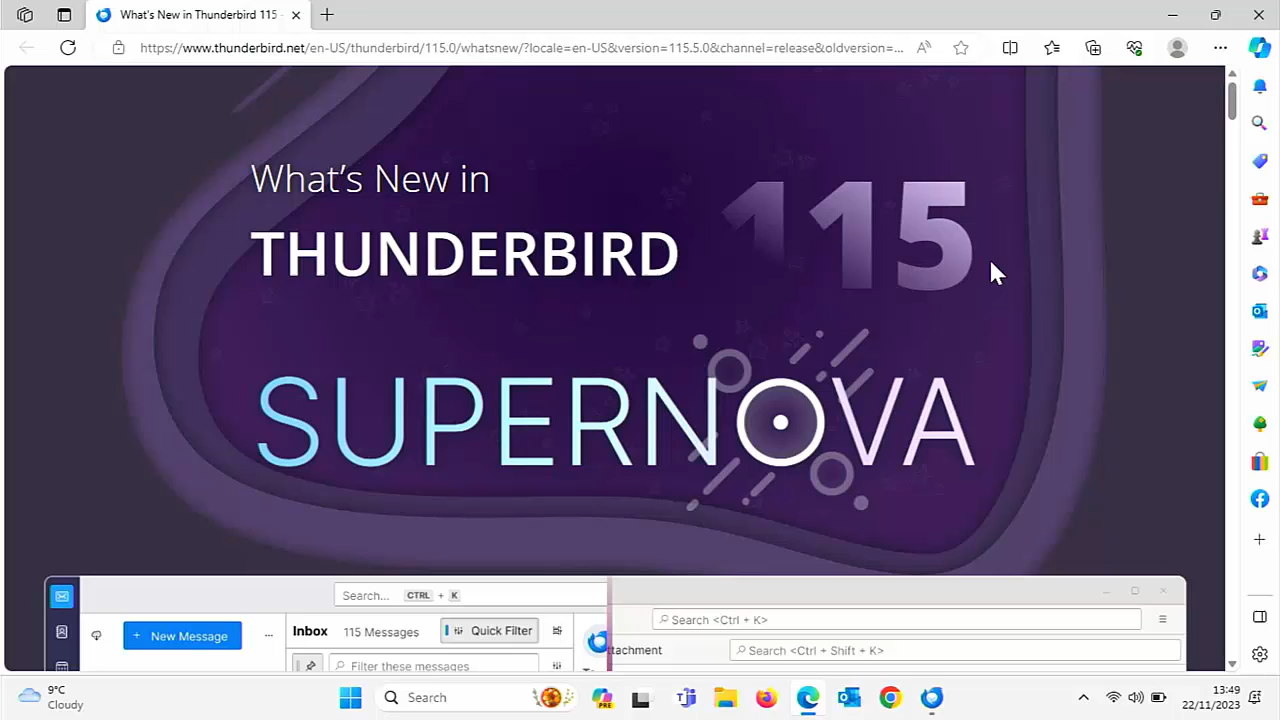 What's New in Thunderbird 115 -
https://www.thunderbird.net/en-US/thunderbird/115.0/whatsnew/?locale=en-US&version=115.5.0&channel=release&oldversion=...
What's New in
THUNDERBIRD
115
SUPERNOVA
Search... CTRL + K
+ New Message
Inbox 115 Messages Quick Filter
Filter these messages
Search <Ctrl + K>
ttachment
Search <Ctrl + Shift + K>
9°C
Cloudy
Search
PRE
13:49
22/11/2023